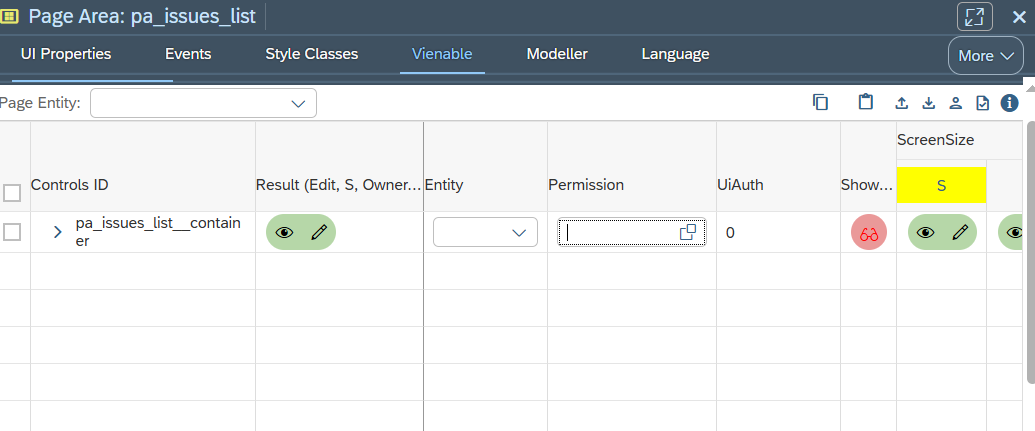 Page Area: pa_issues_list
UI Properties Events Style Classes Vienable Modeller Language More
Page Entity:
ScreenSize
Controls ID Result (Edit, S, Owner... Entity Permission UiAuth Show... S
pa_issues_list__contain
er
0